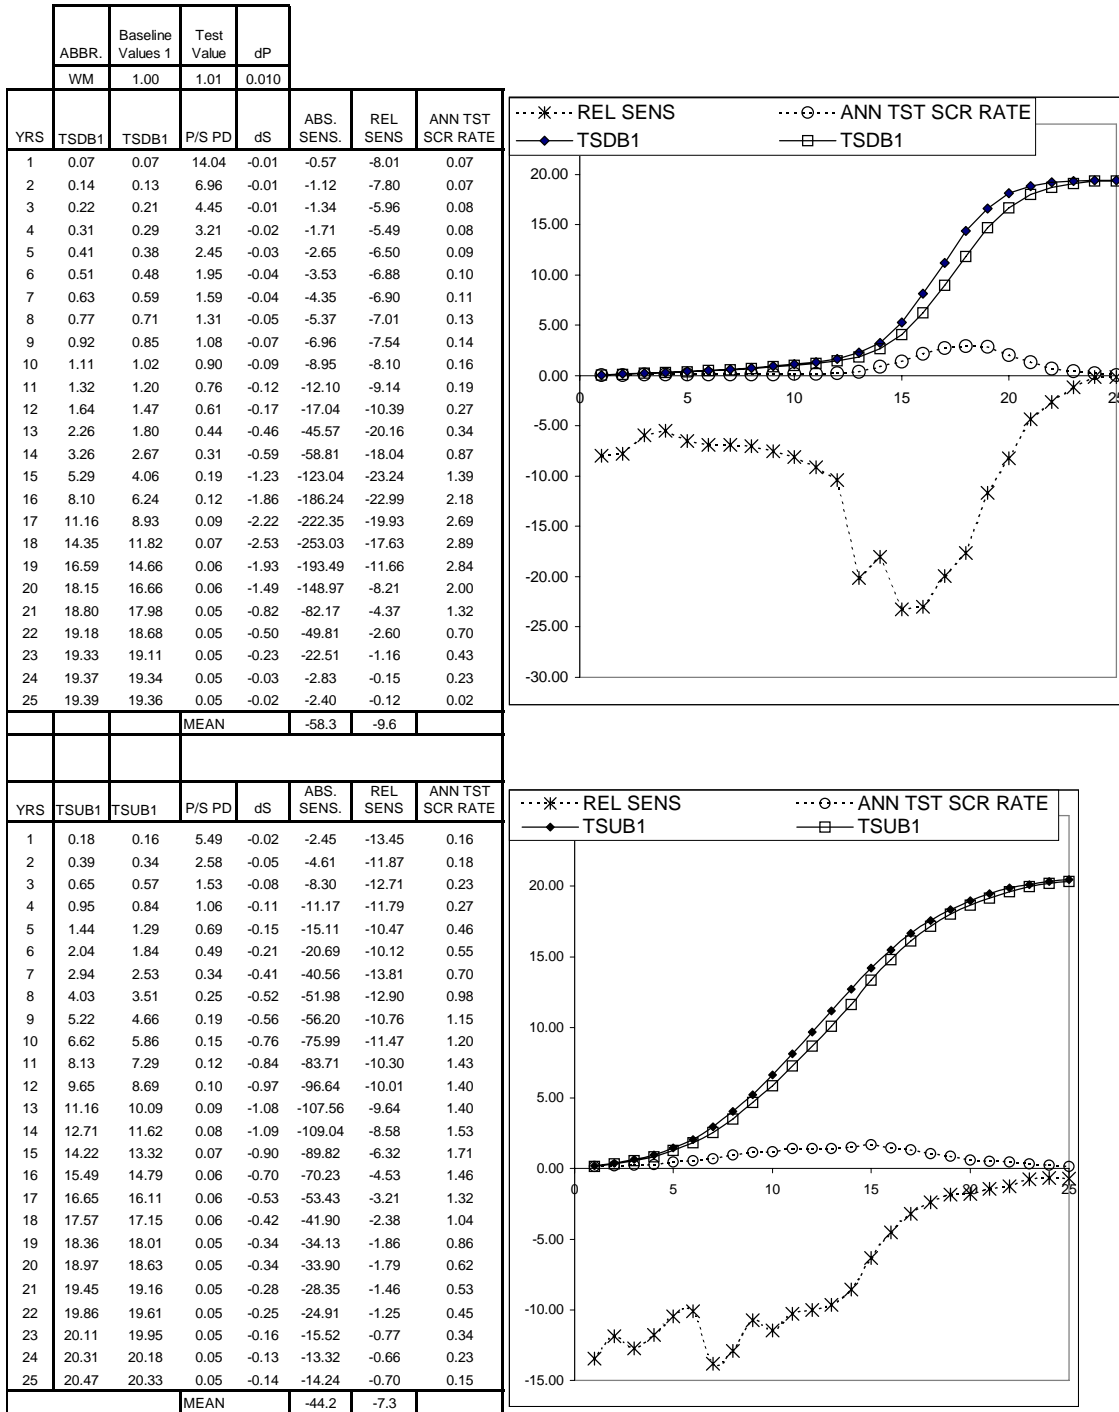 ABBR. Baseline Values 1 Test Value dP
WM 1.00 1.01 0.010
YRS TSDB1 TSDB1 P/S PD dS ABS. SENS. REL SENS ANN TST SCR RATE
1 0.07 0.07 14.04 -0.01 -0.57 -8.01 0.07
2 0.14 0.13 6.96 -0.01 -1.12 -7.80 0.07
3 0.22 0.21 4.45 -0.01 -1.34 -5.96 0.08
4 0.31 0.29 3.21 -0.02 -1.71 -5.49 0.08
5 0.41 0.38 2.45 -0.03 -2.65 -6.50 0.09
6 0.51 0.48 1.95 -0.04 -3.53 -6.88 0.10
7 0.63 0.59 1.59 -0.04 -4.35 -6.90 0.11
8 0.77 0.71 1.31 -0.05 -5.37 -7.01 0.13
9 0.92 0.85 1.08 -0.07 -6.96 -7.54 0.14
10 1.11 1.02 0.90 -0.09 -8.95 -8.10 0.16
11 1.32 1.20 0.76 -0.12 -12.10 -9.14 0.19
12 1.64 1.47 0.61 -0.17 -17.04 -10.39 0.27
13 2.26 1.80 0.44 -0.46 -45.57 -20.16 0.34
14 3.26 2.67 0.31 -0.59 -58.81 -18.04 0.87
15 5.29 4.06 0.19 -1.23 -123.04 -23.24 1.39
16 8.10 6.24 0.12 -1.86 -186.24 -22.99 2.18
17 11.16 8.93 0.09 -2.22 -222.35 -19.93 2.69
18 14.35 11.82 0.07 -2.53 -253.03 -17.63 2.89
19 16.59 14.66 0.06 -1.93 -193.49 -11.66 2.84
20 18.15 16.66 0.06 -1.49 -148.97 -8.21 2.00
21 18.80 17.98 0.05 -0.82 -82.17 -4.37 1.32
22 19.18 18.68 0.05 -0.50 -49.81 -2.60 0.70
23 19.33 19.11 0.05 -0.23 -22.51 -1.16 0.43
24 19.37 19.34 0.05 -0.03 -2.83 -0.15 0.23
25 19.39 19.36 0.05 -0.02 -2.40 -0.12 0.02
MEAN -58.3 -9.6
REL SENS ANN TST SCR RATE
TSDB1 TSDB1
20.00
15.00
10.00
5.00
0.00
-5.00
-10.00
-15.00
-20.00
-25.00
-30.00
0 5 10 15 20 25
YRS TSUB1 TSUB1 P/S PD dS ABS. SENS. REL SENS ANN TST SCR RATE
1 0.18 0.16 5.49 -0.02 -2.45 -13.45 0.16
2 0.39 0.34 2.58 -0.05 -4.61 -11.87 0.18
3 0.65 0.57 1.53 -0.08 -8.30 -12.71 0.23
4 0.95 0.84 1.06 -0.11 -11.17 -11.79 0.27
5 1.44 1.29 0.69 -0.15 -15.11 -10.47 0.46
6 2.04 1.84 0.49 -0.21 -20.69 -10.12 0.55
7 2.94 2.53 0.34 -0.41 -40.56 -13.81 0.70
8 4.03 3.51 0.25 -0.52 -51.98 -12.90 0.98
9 5.22 4.66 0.19 -0.56 -56.20 -10.76 1.15
10 6.62 5.86 0.15 -0.76 -75.99 -11.47 1.20
11 8.13 7.29 0.12 -0.84 -83.71 -10.30 1.43
12 9.65 8.69 0.10 -0.97 -96.64 -10.01 1.40
13 11.16 10.09 0.09 -1.08 -107.56 -9.64 1.40
14 12.71 11.62 0.08 -1.09 -109.04 -8.58 1.53
15 14.22 13.32 0.07 -0.90 -89.82 -6.32 1.71
16 15.49 14.79 0.06 -0.70 -70.23 -4.53 1.46
17 16.65 16.11 0.06 -0.53 -53.43 -3.21 1.32
18 17.57 17.15 0.06 -0.42 -41.90 -2.38 1.04
19 18.36 18.01 0.05 -0.34 -34.13 -1.86 0.86
20 18.97 18.63 0.05 -0.34 -33.90 -1.79 0.62
21 19.45 19.16 0.05 -0.28 -28.35 -1.46 0.53
22 19.86 19.61 0.05 -0.25 -24.91 -1.25 0.45
23 20.11 19.95 0.05 -0.16 -15.52 -0.77 0.34
24 20.31 20.18 0.05 -0.13 -13.32 -0.66 0.23
25 20.47 20.33 0.05 -0.14 -14.24 -0.70 0.15
MEAN -44.2 -7.3
REL SENS ANN TST SCR RATE
TSUB1 TSUB1
20.00
15.00
10.00
5.00
0.00
-5.00
-10.00
-15.00
0 5 10 15 20 25